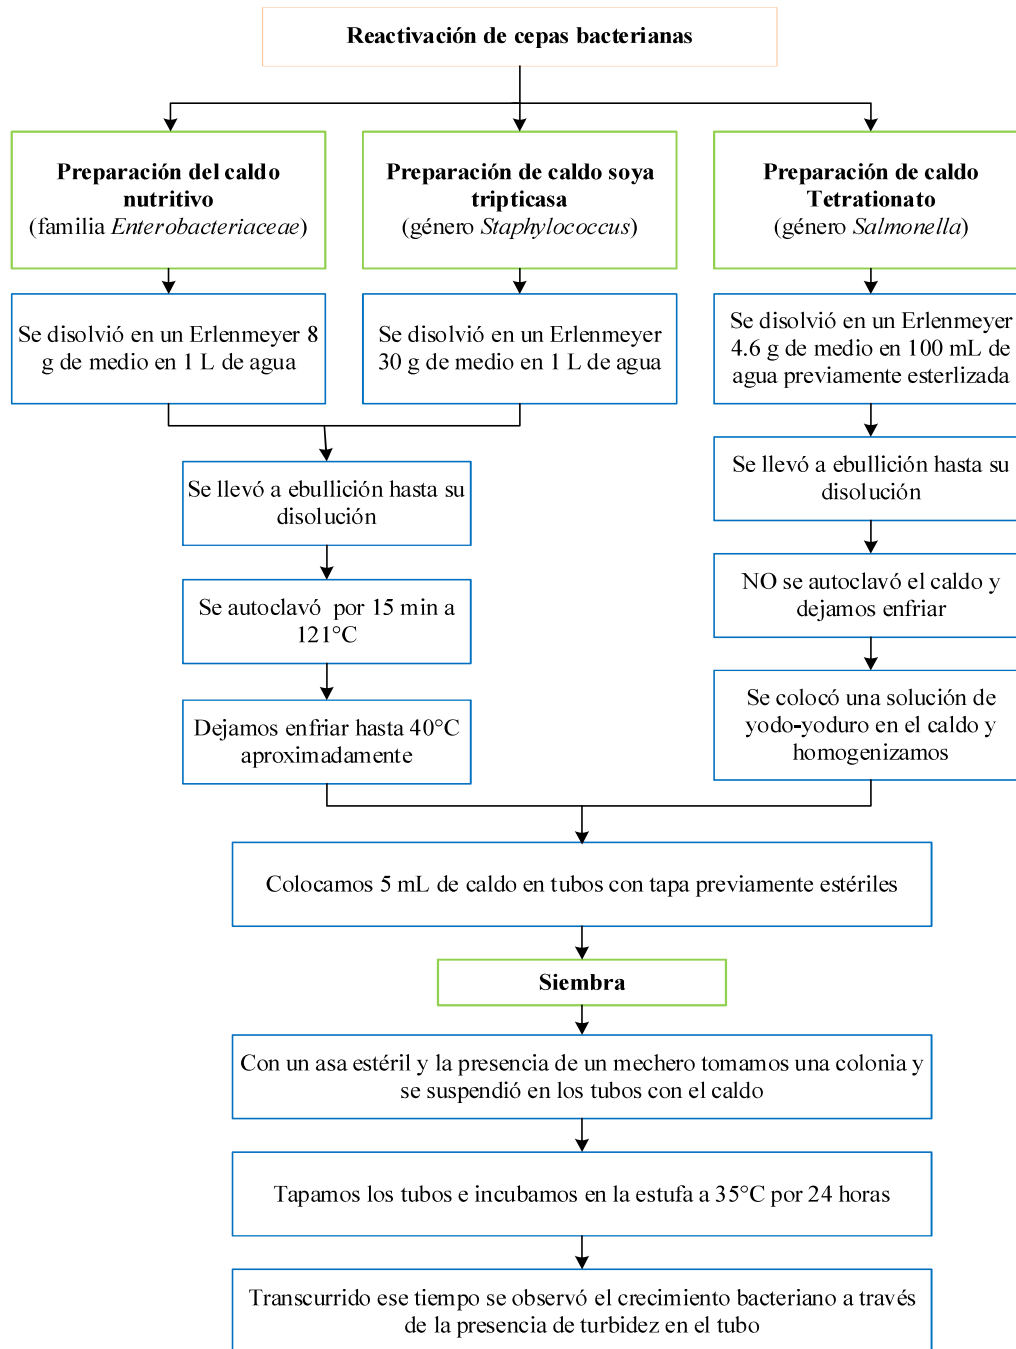 Reactivación de cepas bacterianas
Preparación del caldo
nutritivo
(familia Enterobacteriaceae)
Preparación de caldo soya
tripticasa
(género Staphylococcus)
Preparación de caldo
Tetrationato
(género Salmonella)
Se disolvió en un Erlenmeyer 8
g de medio en 1 L de agua
Se disolvió en un Erlenmeyer
30 g de medio en 1 L de agua
Se disolvió en un Erlenmeyer
4.6 g de medio en 100 mL de
agua previamente esterlizada
Se llevó a ebullición hasta su
disolución
Se llevó a ebullición hasta su
disolución
Se autoclavó por 15 min a
121°C
NO se autoclavó el caldo y
dejamos enfriar
Dejamos enfriar hasta 40°C
aproximadamente
Se colocó una solución de
yodo-yoduro en el caldo y
homogenizamos
Colocamos 5 mL de caldo en tubos con tapa previamente estériles
Siembra
Con un asa estéril y la presencia de un mechero tomamos una colonia y
se suspendió en los tubos con el caldo
Tapamos los tubos e incubamos en la estufa a 35°C por 24 horas
Transcurrido ese tiempo se observó el crecimiento bacteriano a través
de la presencia de turbidez en el tubo